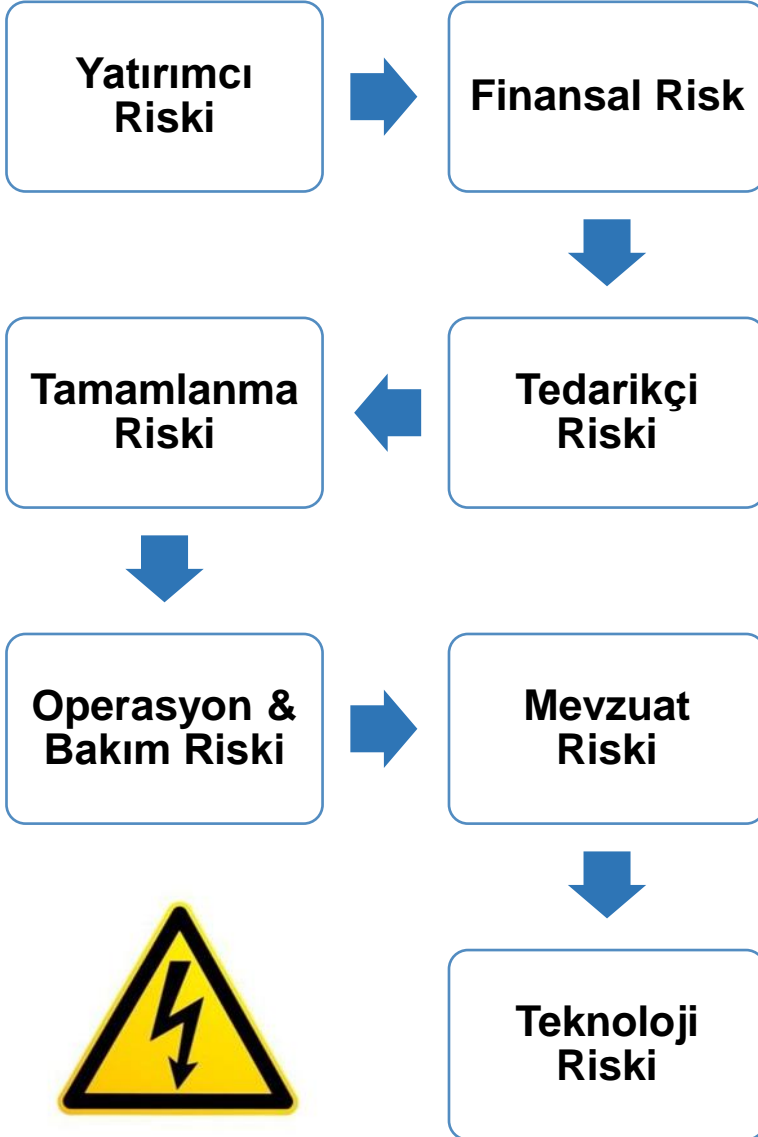 Yatırımcı
Riski
Finansal Risk
Tedarikçi
Riski
Tamamlanma
Riski
Operasyon &
Bakım Riski
Mevzuat
Riski
Teknoloji
Riski